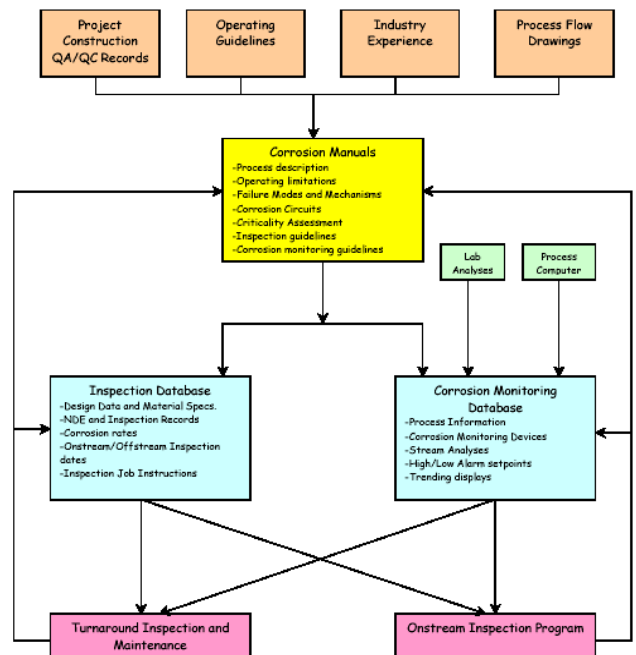 Project
Construction
QA/QC Records
Operating
Guidelines
Industry
Experience
Process Flow
Drawings
Corrosion Manuals
-Process description
-Operating limitations
-Failure Modes and Mechanisms
-Corrosion Circuits
-Criticality Assessment
-Inspection guidelines
-Corrosion monitoring guidelines
Lab
Analyses
Process
Computer
Inspection Database
-Design Data and Material Specs.
-NDE and Inspection Records
-Corrosion rates
-Onstream/Offstream Inspection
dates
-Inspection Job Instructions
Corrosion Monitoring
Database
-Process Information
-Corrosion Monitoring Devices
-Stream Analyses
-High/Low Alarm setpoints
-Trending displays
Turnaround Inspection and
Maintenance
Onstream Inspection Program